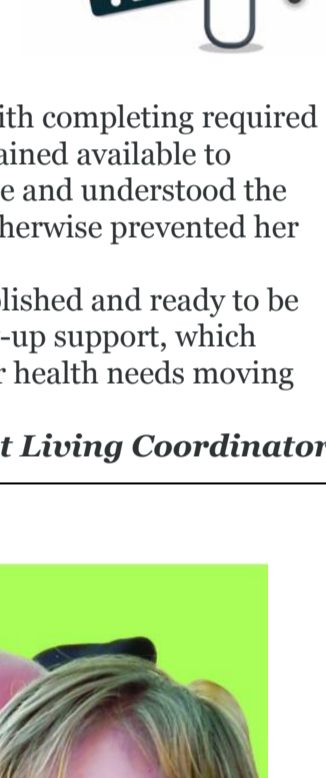 ith completing required
ained available to
e and understood the
herwise prevented her
lished and ready to be
-up support, which
r health needs moving
t Living Coordinator